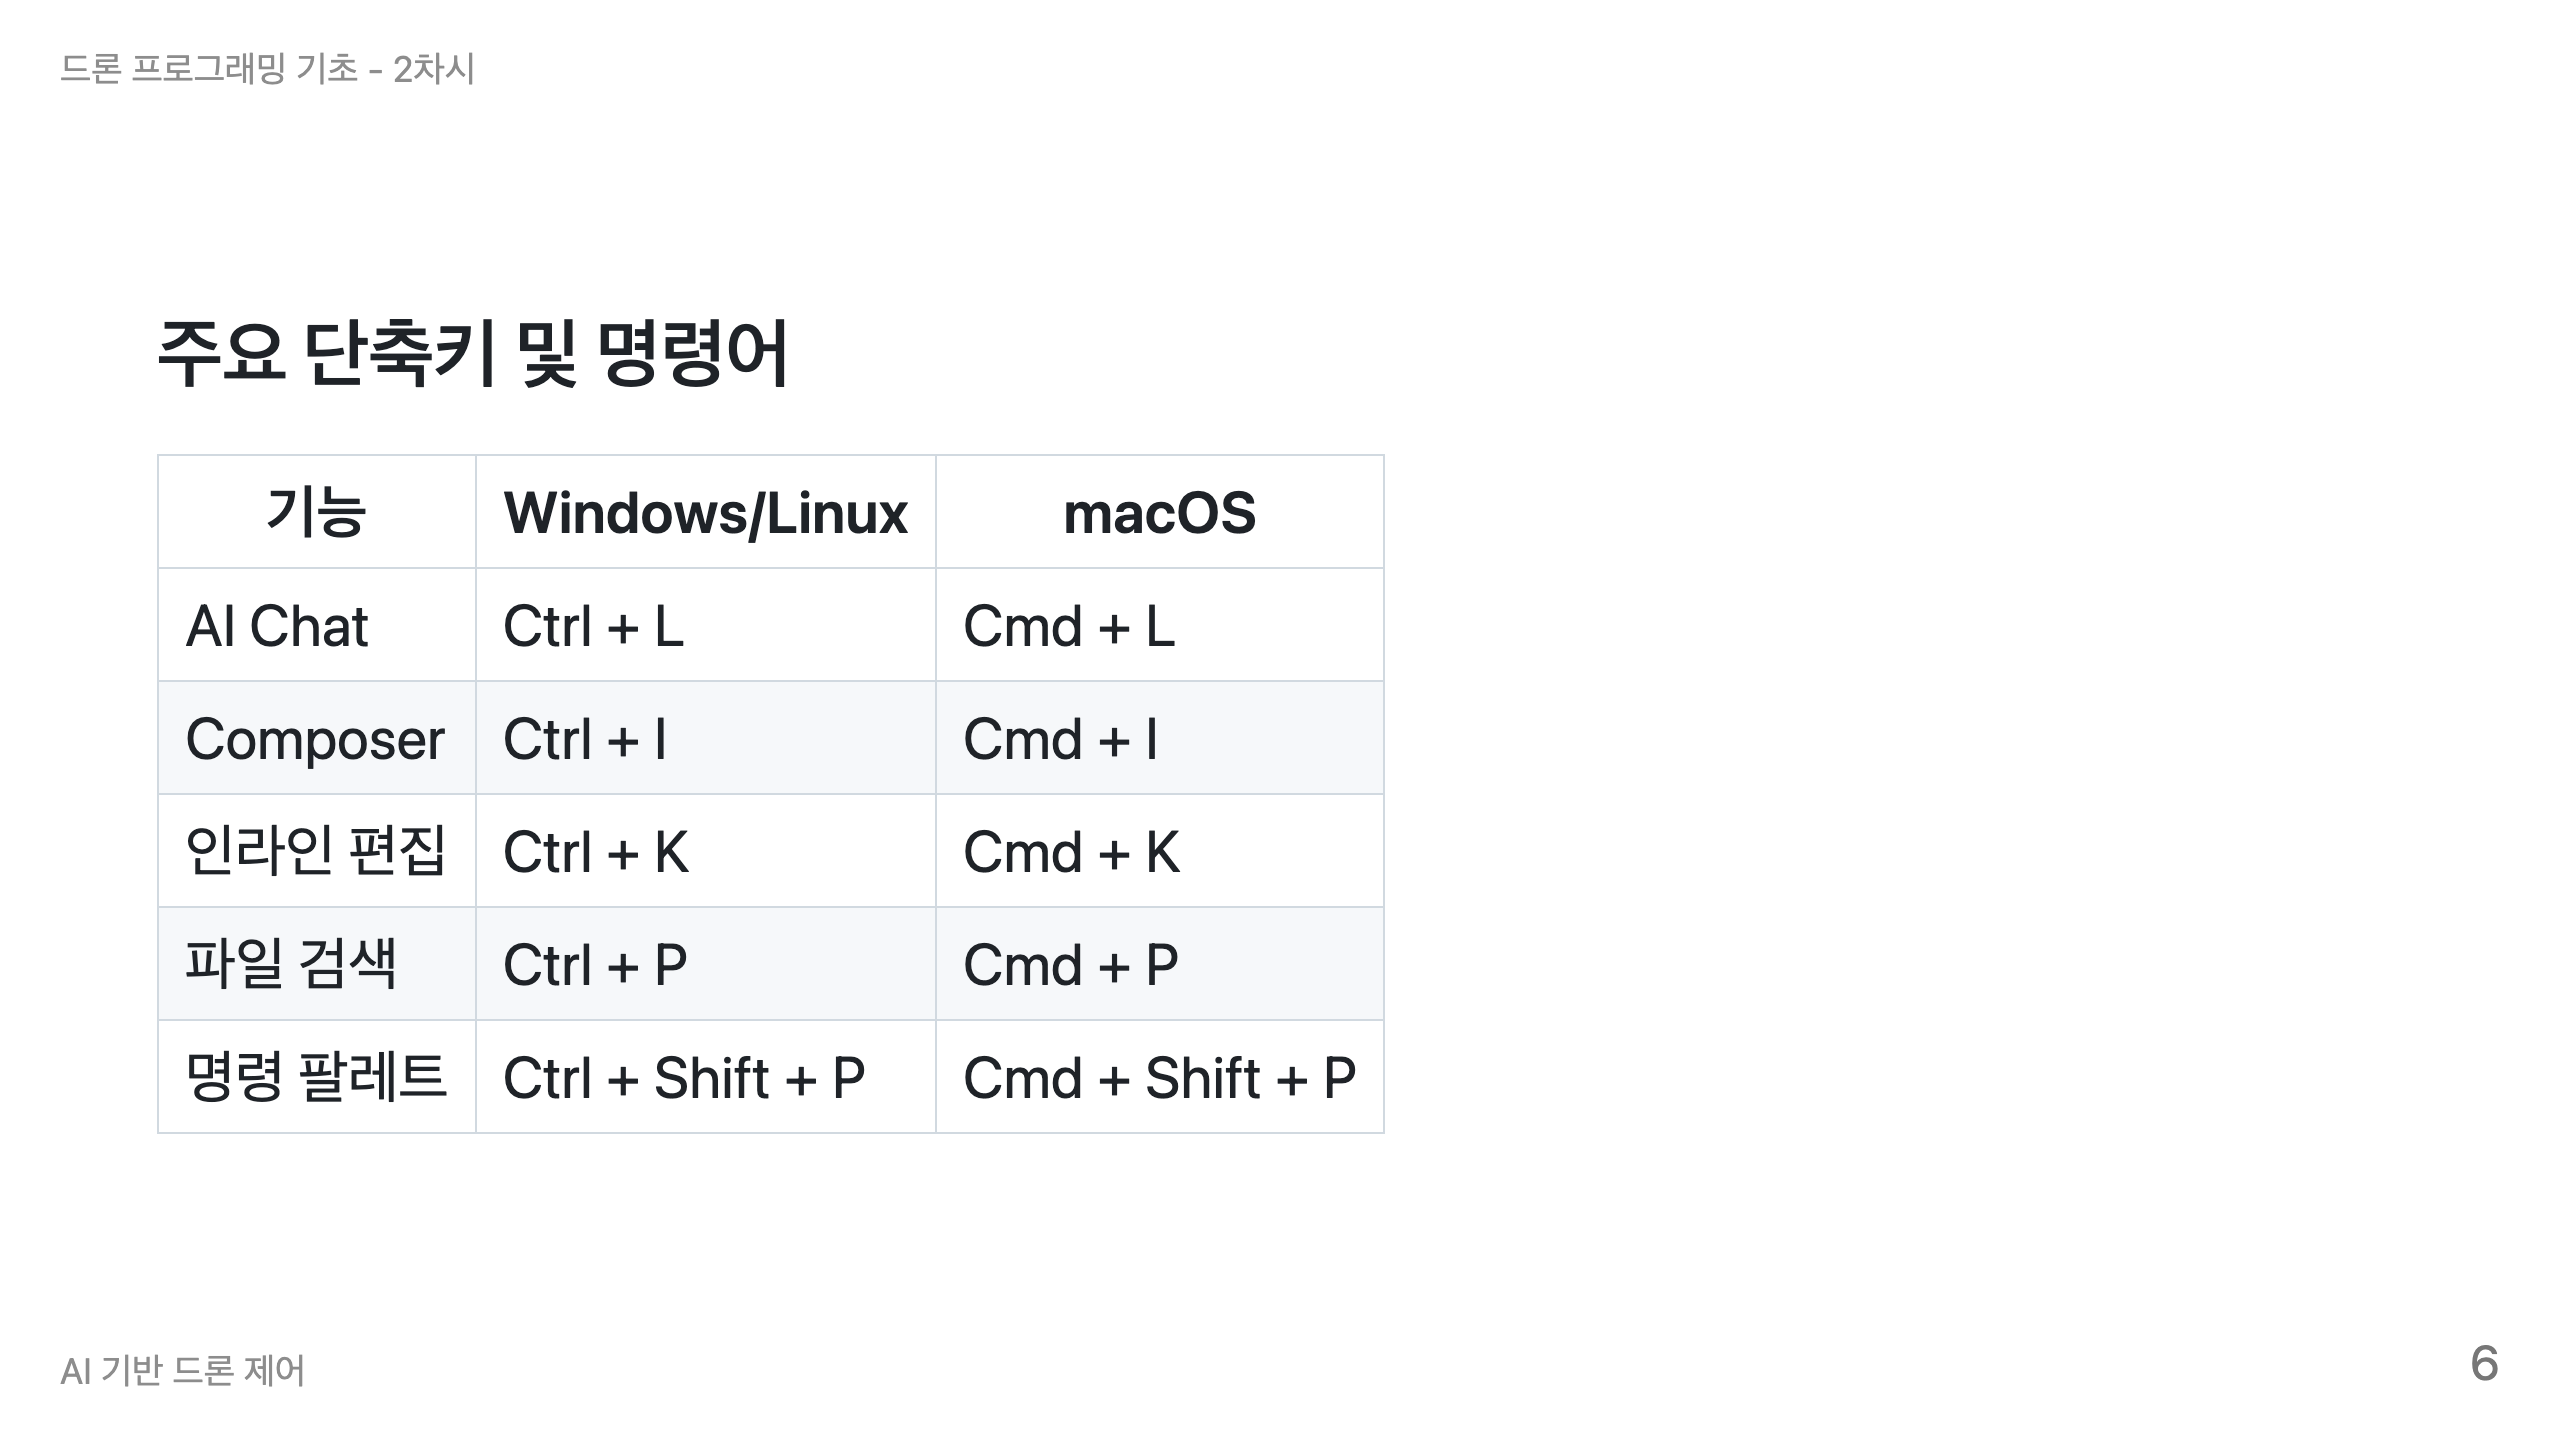 드론 프로그래밍 기초 - 2차시
주요 단축키 및 명령어
기능 Windows/Linux macOS
AI Chat Ctrl + L Cmd + L
Composer Ctrl + I Cmd + I
인라인 편집 Ctrl + K Cmd + K
파일 검색 Ctrl + P Cmd + P
명령 팔레트 Ctrl + Shift + P Cmd + Shift + P
AI 기반 드론 제어
6